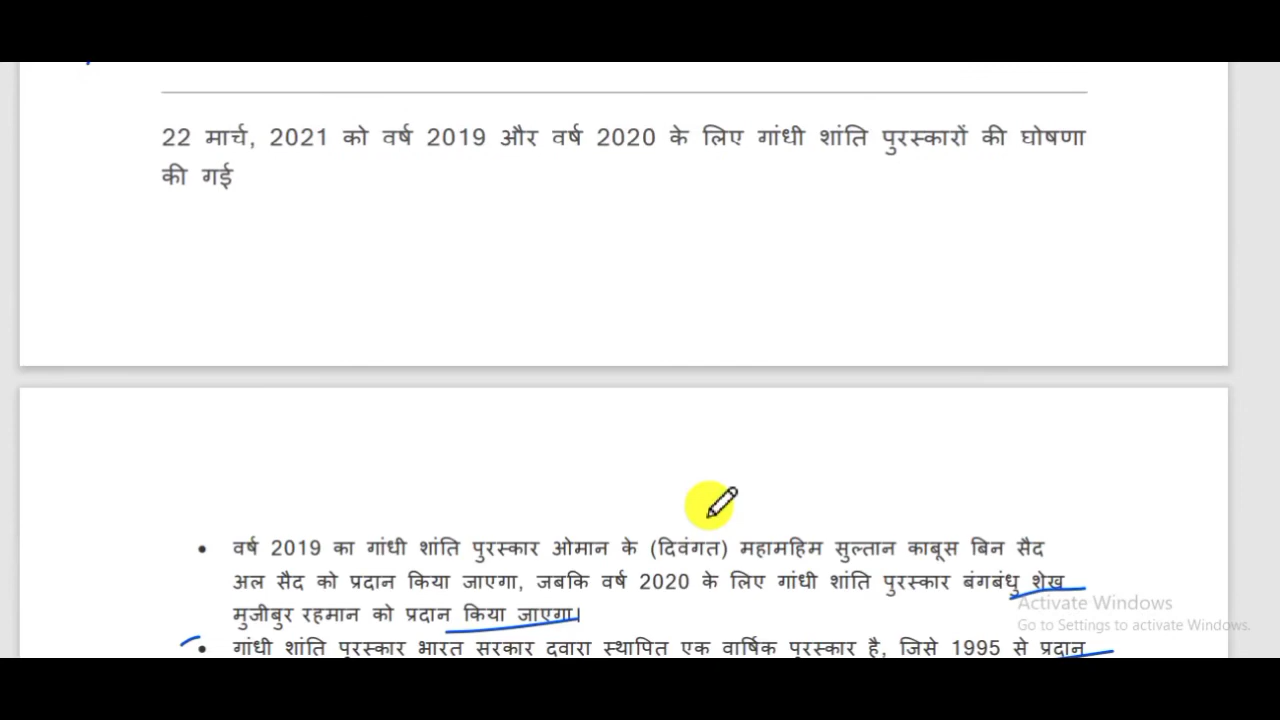 22 मार्च, 2021 को वर्ष 2019 और वर्ष 2020 के लिए गांधी शांति पुरस्कारों की घोषणा
की गई
वर्ष 2019 का गांधी शांति पुरस्कार ओमान के (दिवंगत) महामहिम सुल्तान काबूस बिन सैद
अल सैद को प्रदान किया जाएगा, जबकि वर्ष 2020 के लिए गांधी शांति पुरस्कार बंगबंधु शेख
मुजीबुर रहमान को प्रदान किया जाएगा।
Activate Windows
Go to Settings to activate Windows.
गांधी शांति पुरस्कार भारत सरकार द्वारा स्थापित एक वार्षिक पुरस्कार है, जिसे 1995 से प्रदान